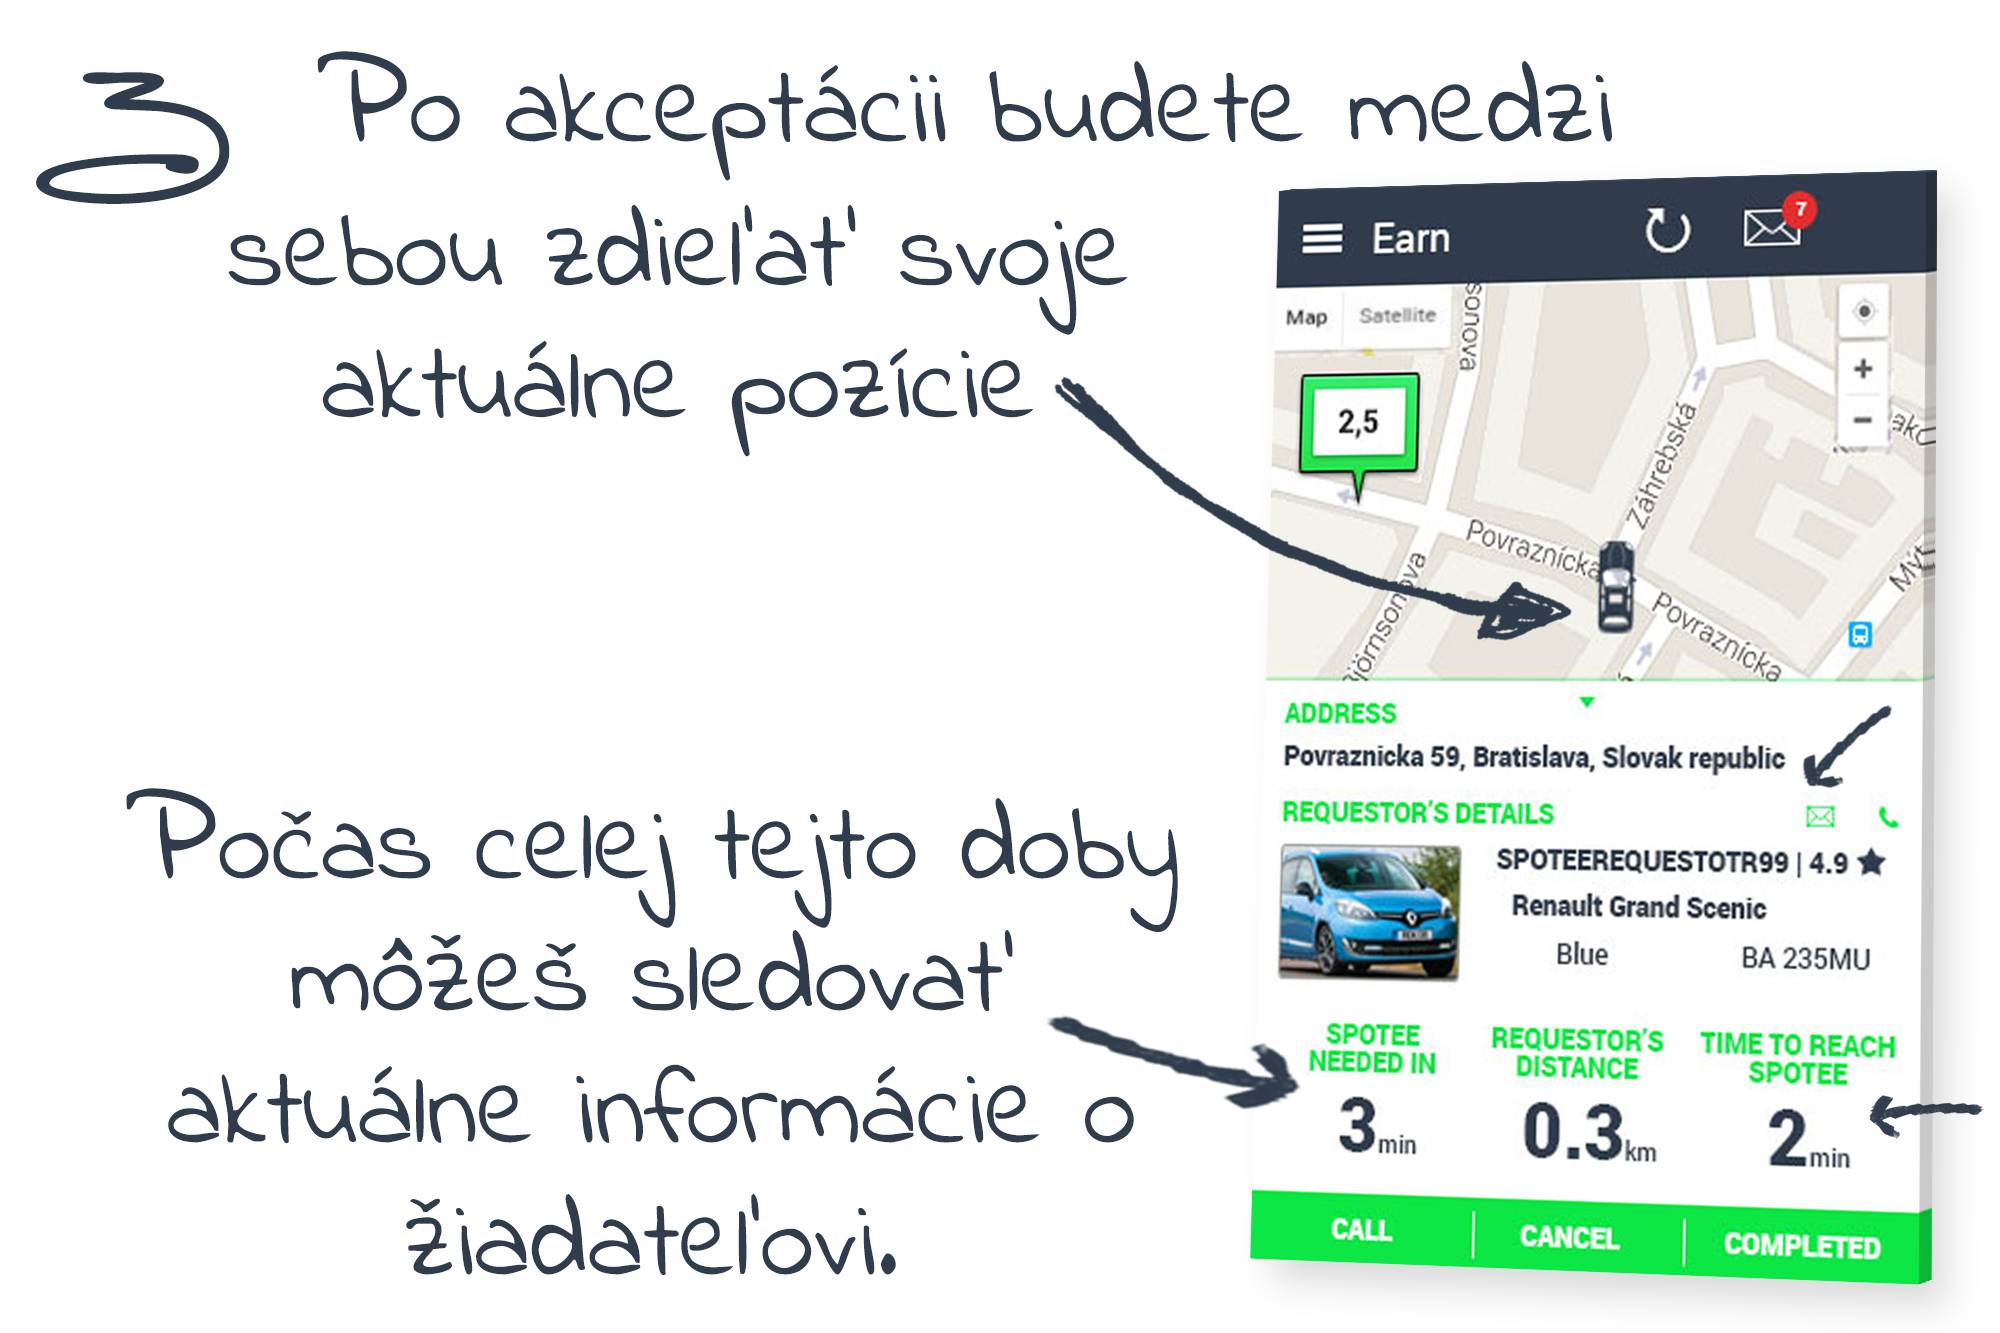 3 Po akceptácii budete medzi
sebou zdieľať svoje
aktuálne pozície
Počas celej tejto doby
môžeš sledovať
aktuálne informácie o
žiadateľovi.
Earn 7
Map Satellite
sonova
2,5
Záhrebská
Povraznícka
Povraznícka
jörnsonova
Mýt
ako
ADDRESS
Povraznicka 59, Bratislava, Slovak republic
REQUESTOR'S DETAILS
SPOTEEREQUESTOTR99 | 4.9 ★
Renault Grand Scenic
Blue BA 235MU
SPOTEE NEEDED IN
3 min
REQUESTOR'S DISTANCE
0.3 km
TIME TO REACH SPOTEE
2 min
CALL CANCEL COMPLETED